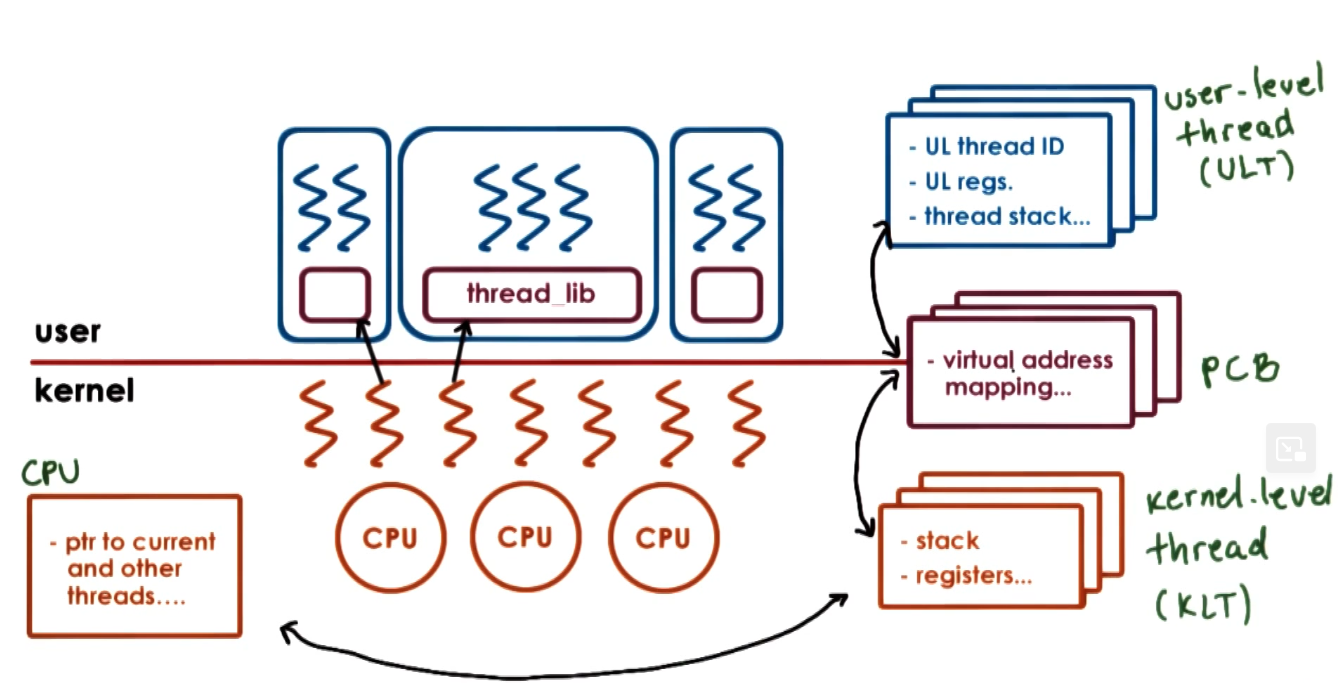 user-level
thread
(ULT)
- UL thread ID
- UL regs.
- thread stack...
thread_lib
user
kernel
- virtual address
mapping...
PCB
CPU
- ptr to current
and other
threads....
CPU
CPU
CPU
- stack
- registers...
kernel-level
thread
(KLT)